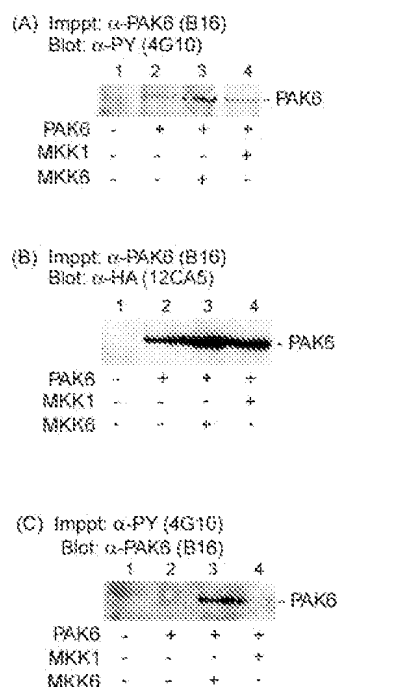 (A) Imppt: α-PAK6 (B16)
Blot: α-PY (4G10)
1 2 3 4
- PAK6
PAK6 - + + +
MKK1 - - - +
MKK6 - - + -
(B) Imppt: α-PAK6 (B16)
Blot: α-HA (12CA5)
1 2 3 4
- PAK6
PAK6 - + + +
MKK1 - - - +
MKK6 - - + -
(C) Imppt: α-PY (4G10)
Blot: α-PAK6 (B16)
1 2 3 4
- PAK6
PAK6 - + + +
MKK1 - - - +
MKK6 - - + -